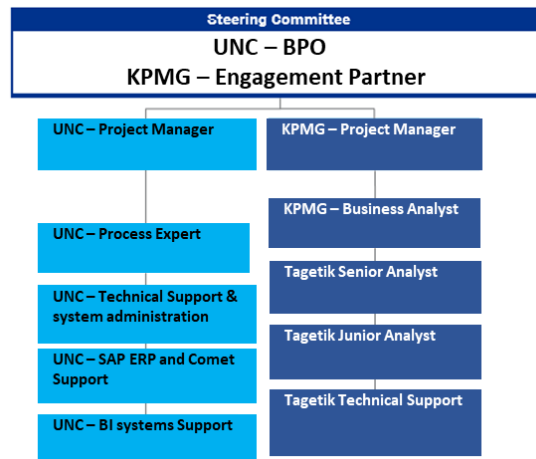 Steering Committee
UNC – BPO
KPMG – Engagement Partner
UNC – Project Manager
KPMG – Project Manager
KPMG – Business Analyst
UNC – Process Expert
Tagetik Senior Analyst
UNC – Technical Support &
system administration
Tagetik Junior Analyst
UNC – SAP ERP and Comet
Support
Tagetik Technical Support
UNC – BI systems Support